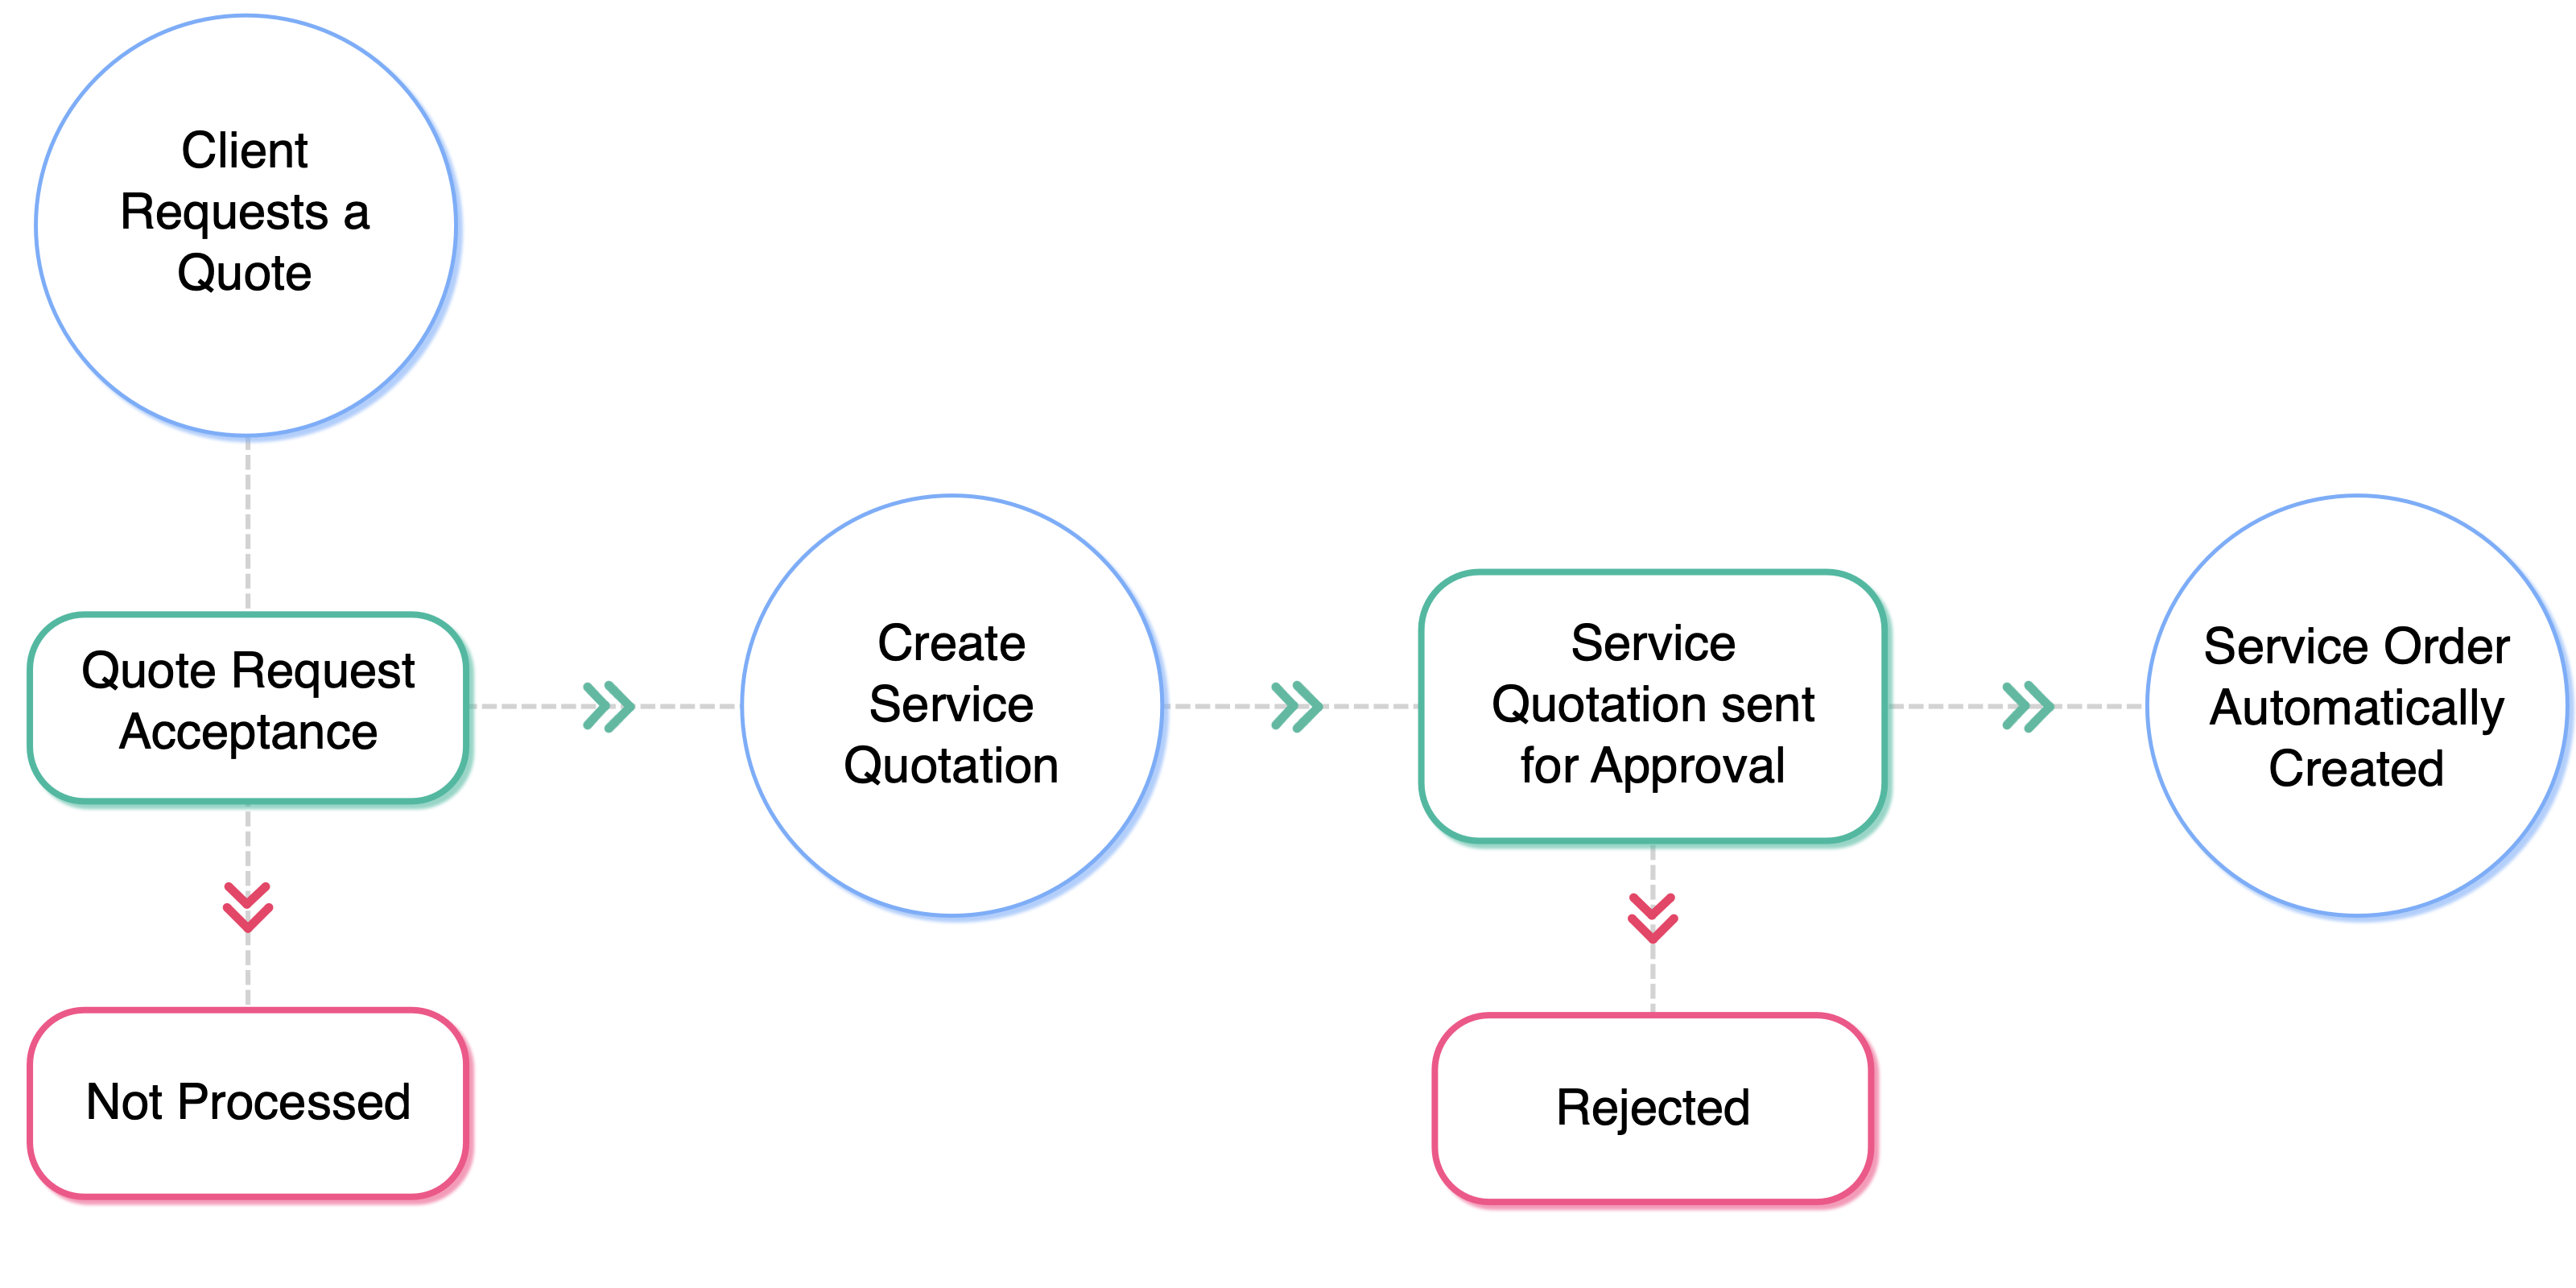 Client
Requests a
Quote
Quote Request
Acceptance
Create
Service
Quotation
Service
Quotation sent
for Approval
Service Order
Automatically
Created
Not Processed
Rejected